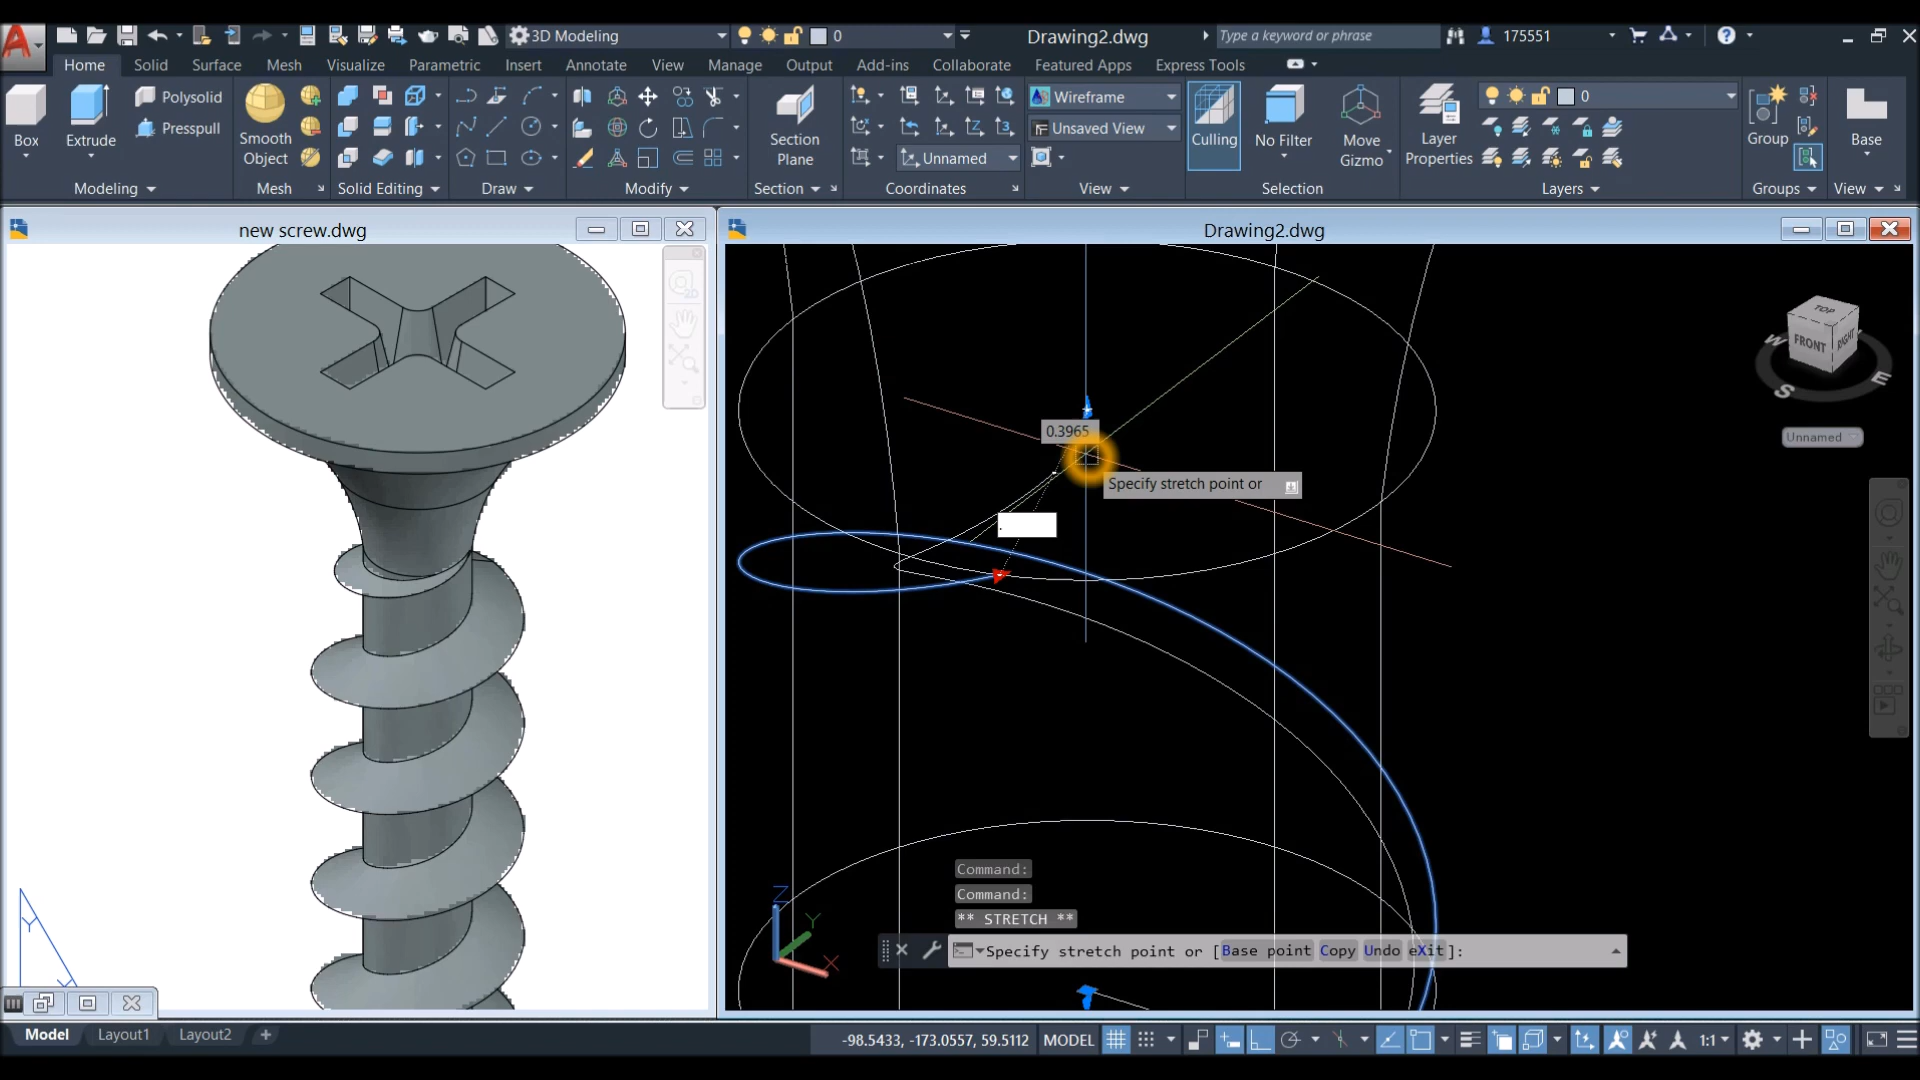 3D Modeling
0
Drawing2.dwg
Type a keyword or phrase
175551
Home
Solid
Surface
Mesh
Visualize
Parametric
Insert
Annotate
View
Manage
Output
Add-ins
Collaborate
Featured Apps
Express Tools
Box
Extrude
Polysolid
Presspull
Modeling
Smooth
Object
Mesh
Solid Editing
Draw
Modify
Section
Plane
Section
Unnamed
Coordinates
Wireframe
Unsaved View
View
Culling
No Filter
Move
Gizmo
Selection
Layer
Properties
0
Layers
Group
Groups
Base
View
new screw.dwg
Drawing2.dwg
2D
Y
TOP
FRONT
RIGHT
W
S
E
Unnamed
0.3965
Specify stretch point or
.
Z
Y
X
Command:
Command:
** STRETCH **
Specify stretch point or [Base point Copy Undo eXit]:
Model
Layout1
Layout2
+
-98.5433, -173.0557, 59.5112
MODEL
1:1